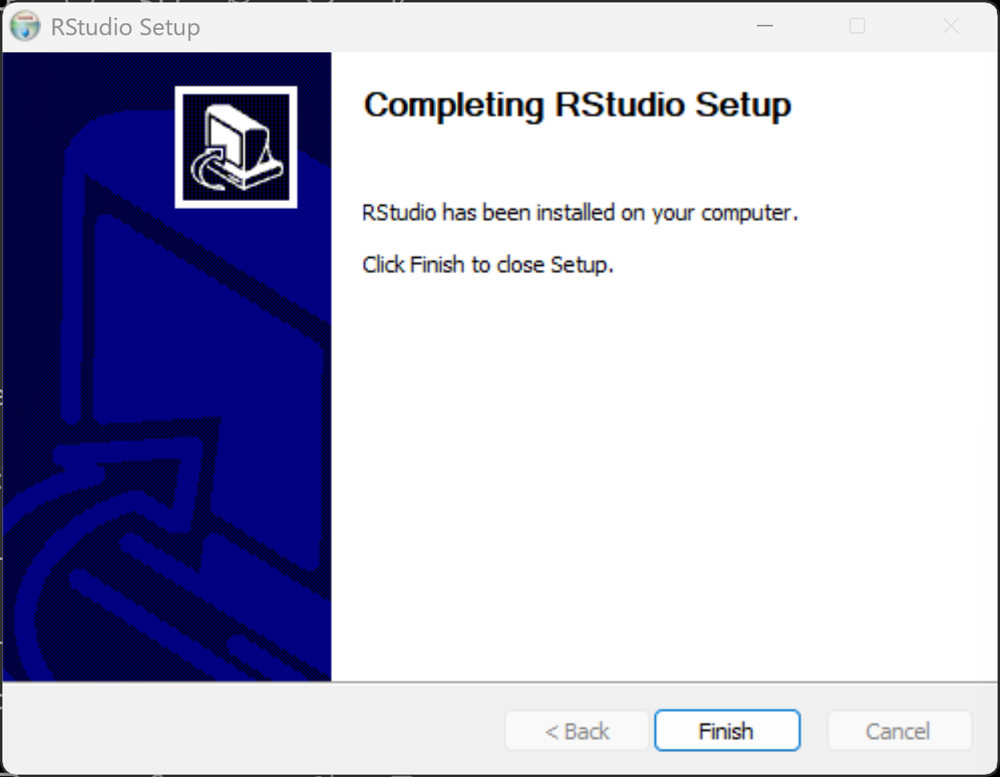 RStudio Setup
Completing RStudio Setup
RStudio has been installed on your computer.
Click Finish to close Setup.
< Back
Finish
Cancel